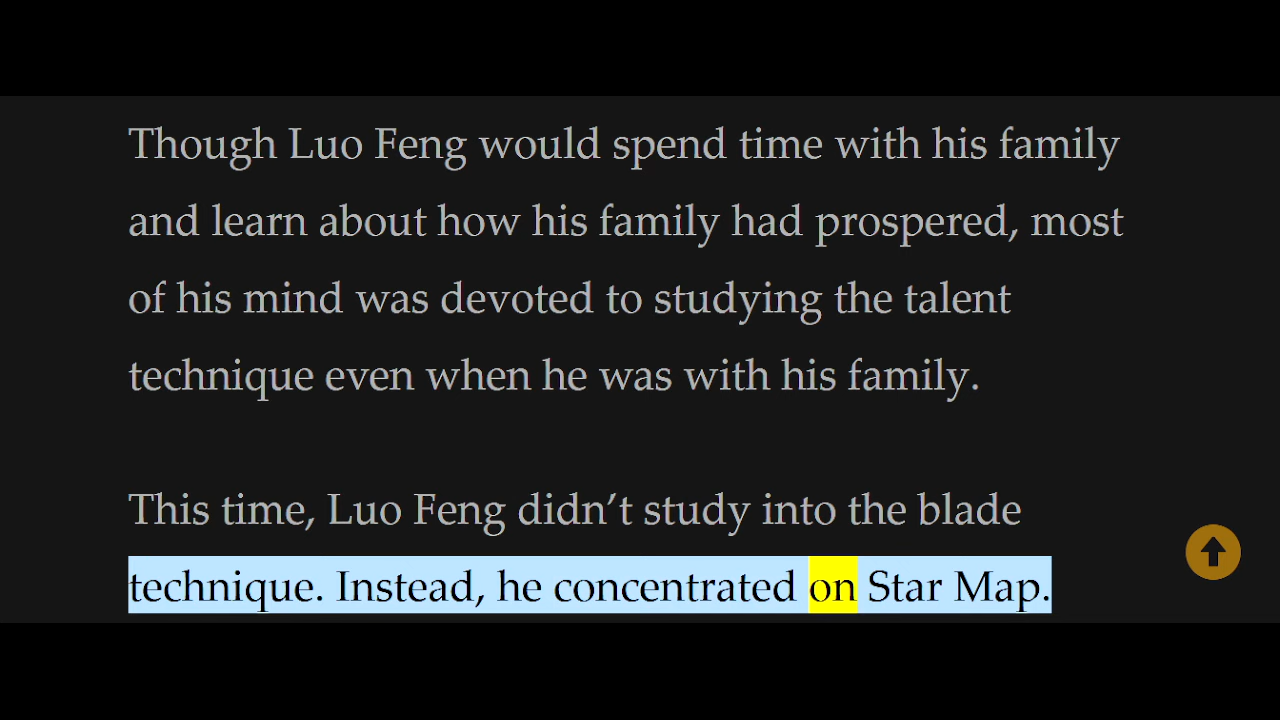 Though Luo Feng would spend time with his family
and learn about how his family had prospered, most
of his mind was devoted to studying the talent
technique even when he was with his family.
This time, Luo Feng didn’t study into the blade
technique. Instead, he concentrated on Star Map.